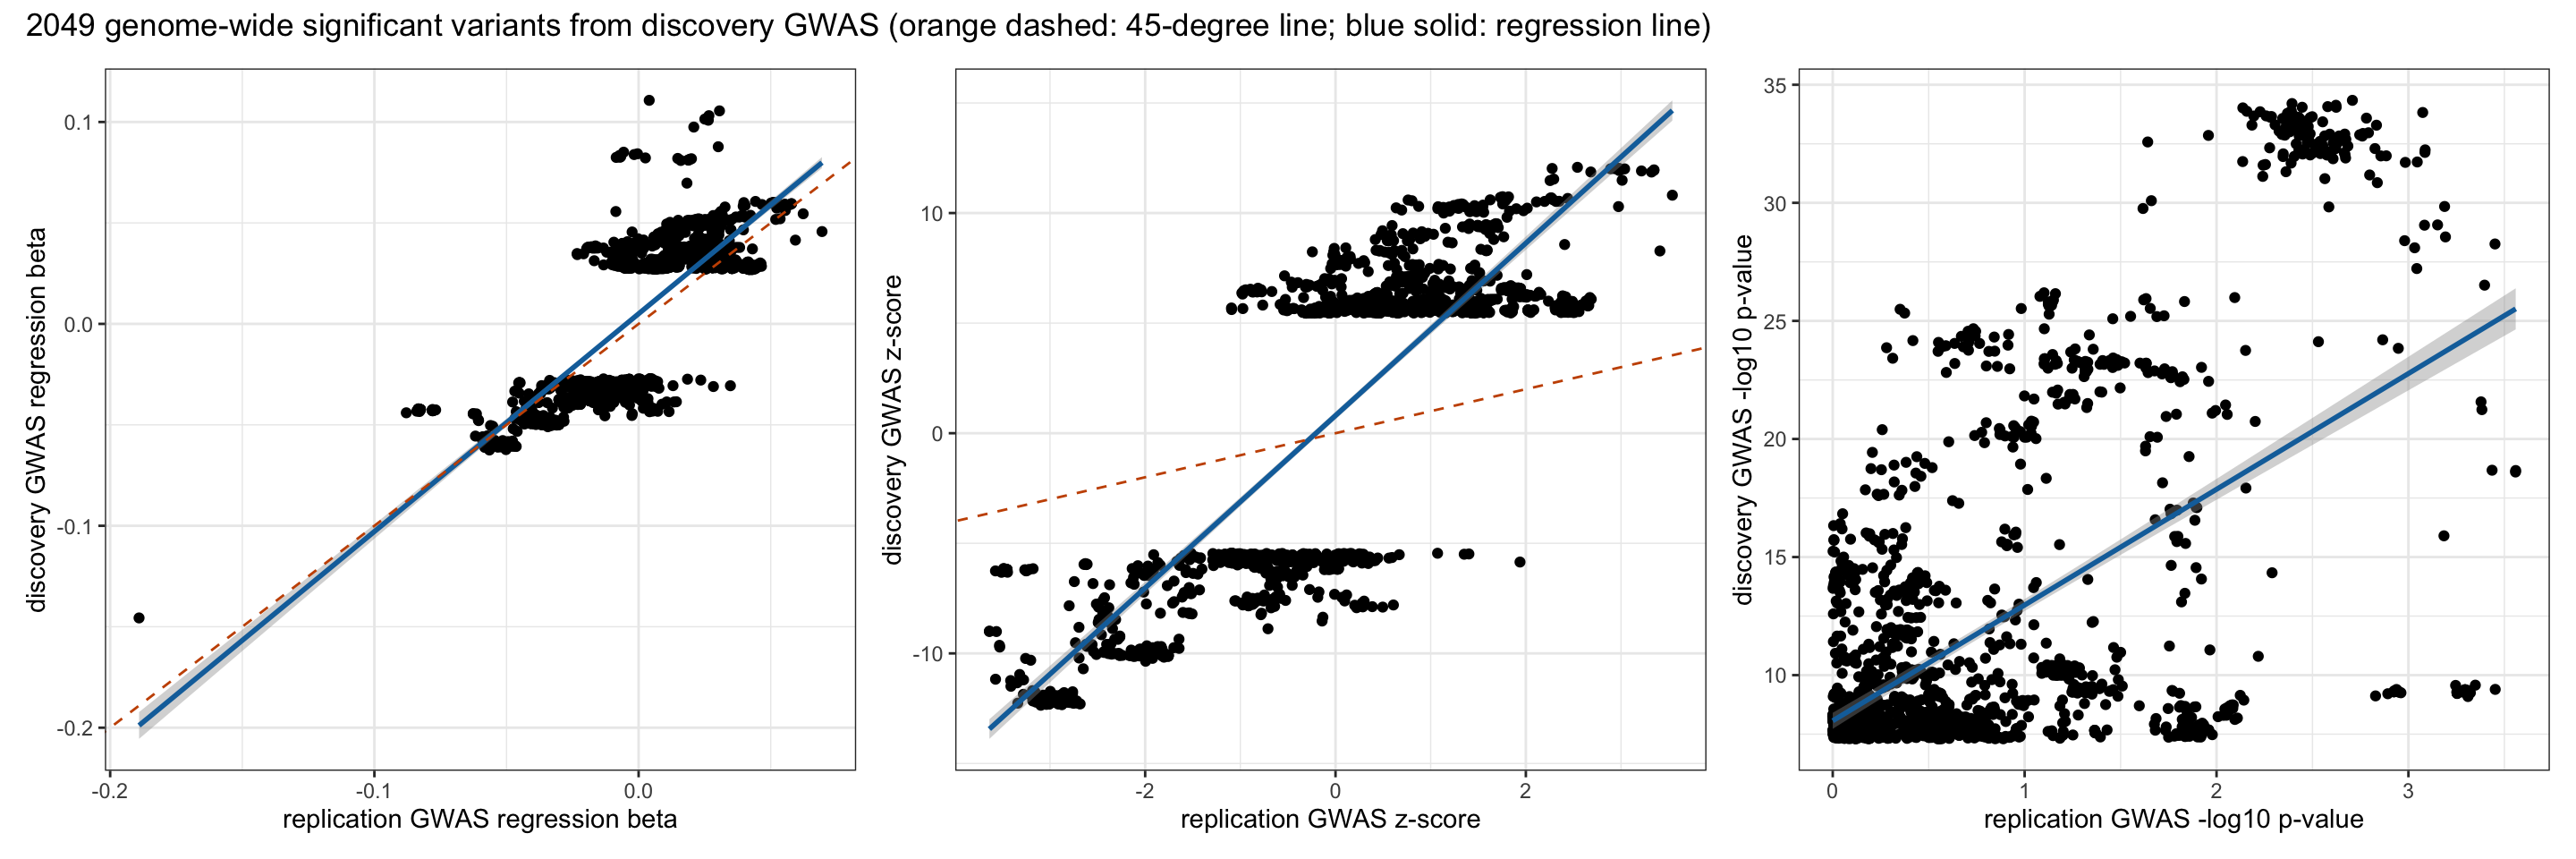 2049 genome-wide significant variants from discovery GWAS (orange dashed: 45-degree line; blue solid: regression line)
discovery GWAS regression beta
0.1
0.0
-0.1
-0.2
-0.2 -0.1 0.0
replication GWAS regression beta
discovery GWAS z-score
10
0
-10
-2 0 2
replication GWAS z-score
discovery GWAS -log10 p-value
35
30
25
20
15
10
0 1 2 3
replication GWAS -log10 p-value